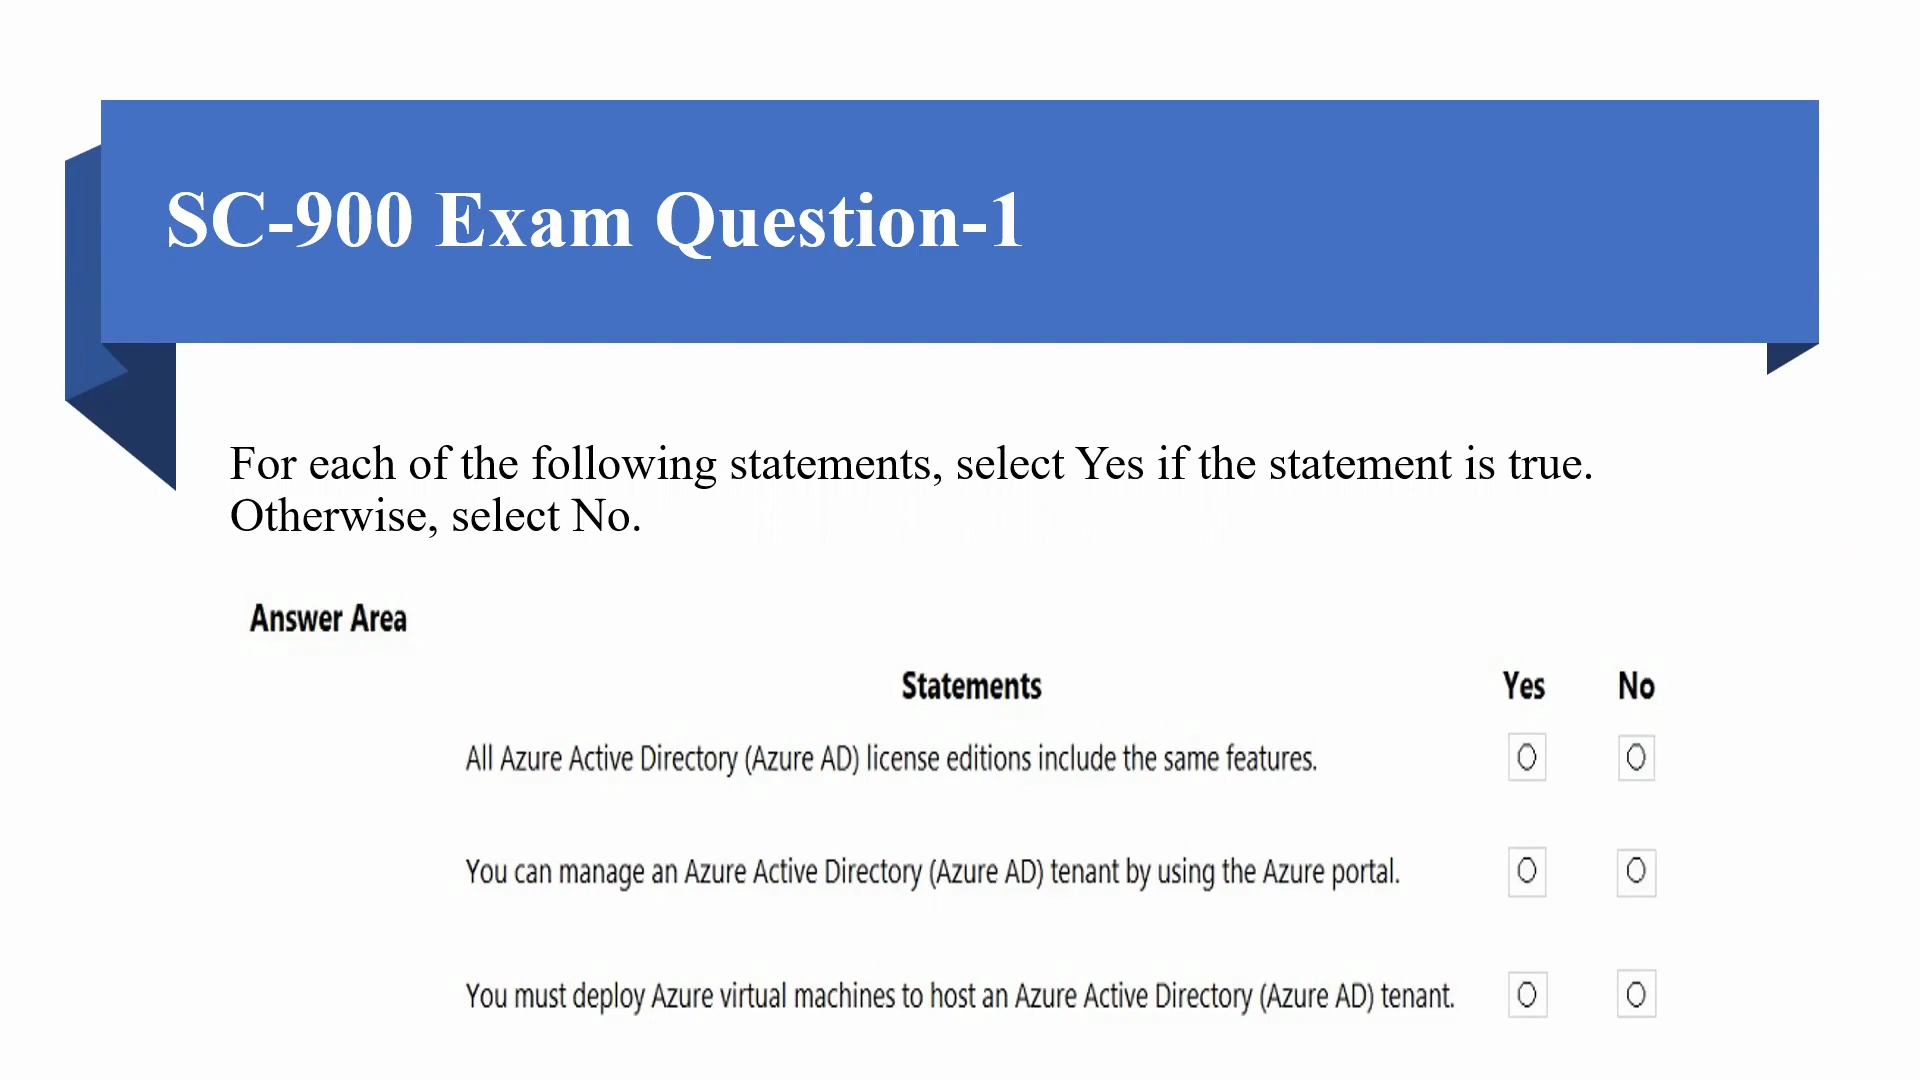 SC-900 Exam Question-1
For each of the following statements, select Yes if the statement is true.
Otherwise, select No.
Answer Area
Statements Yes No
All Azure Active Directory (Azure AD) license editions include the same features.
You can manage an Azure Active Directory (Azure AD) tenant by using the Azure portal.
You must deploy Azure virtual machines to host an Azure Active Directory (Azure AD) tenant.